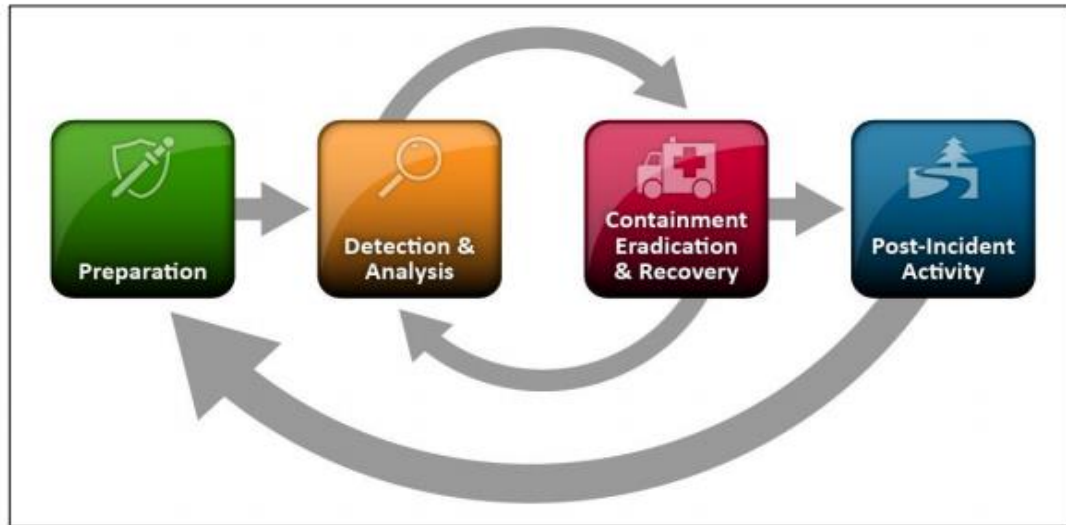 Preparation
Detection &
Analysis
Containment
Eradication
& Recovery
Post-Incident
Activity